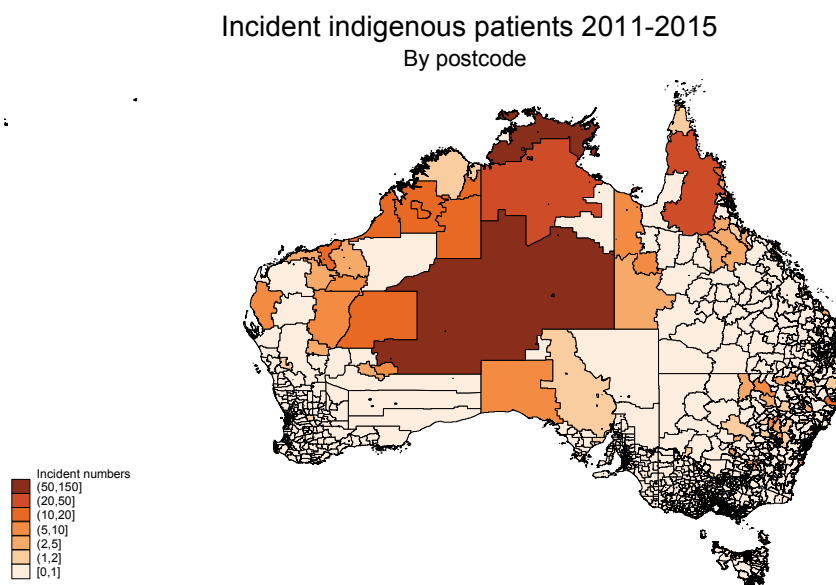 Incident indigenous patients 2011-2015
By postcode
Incident numbers
(50,150]
(20,50]
(10,20]
(5,10]
(2,5]
(1,2]
[0,1]